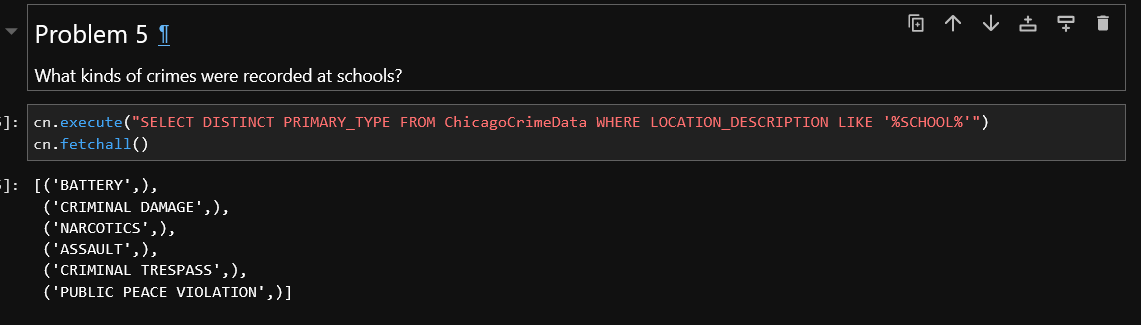 Problem 5 ¶
What kinds of crimes were recorded at schools?
]: cn.execute("SELECT DISTINCT PRIMARY_TYPE FROM ChicagoCrimeData WHERE LOCATION_DESCRIPTION LIKE '%SCHOOL%'")
cn.fetchall()
]: [('BATTERY',),
('CRIMINAL DAMAGE',),
('NARCOTICS',),
('ASSAULT',),
('CRIMINAL TRESPASS',),
('PUBLIC PEACE VIOLATION',)]